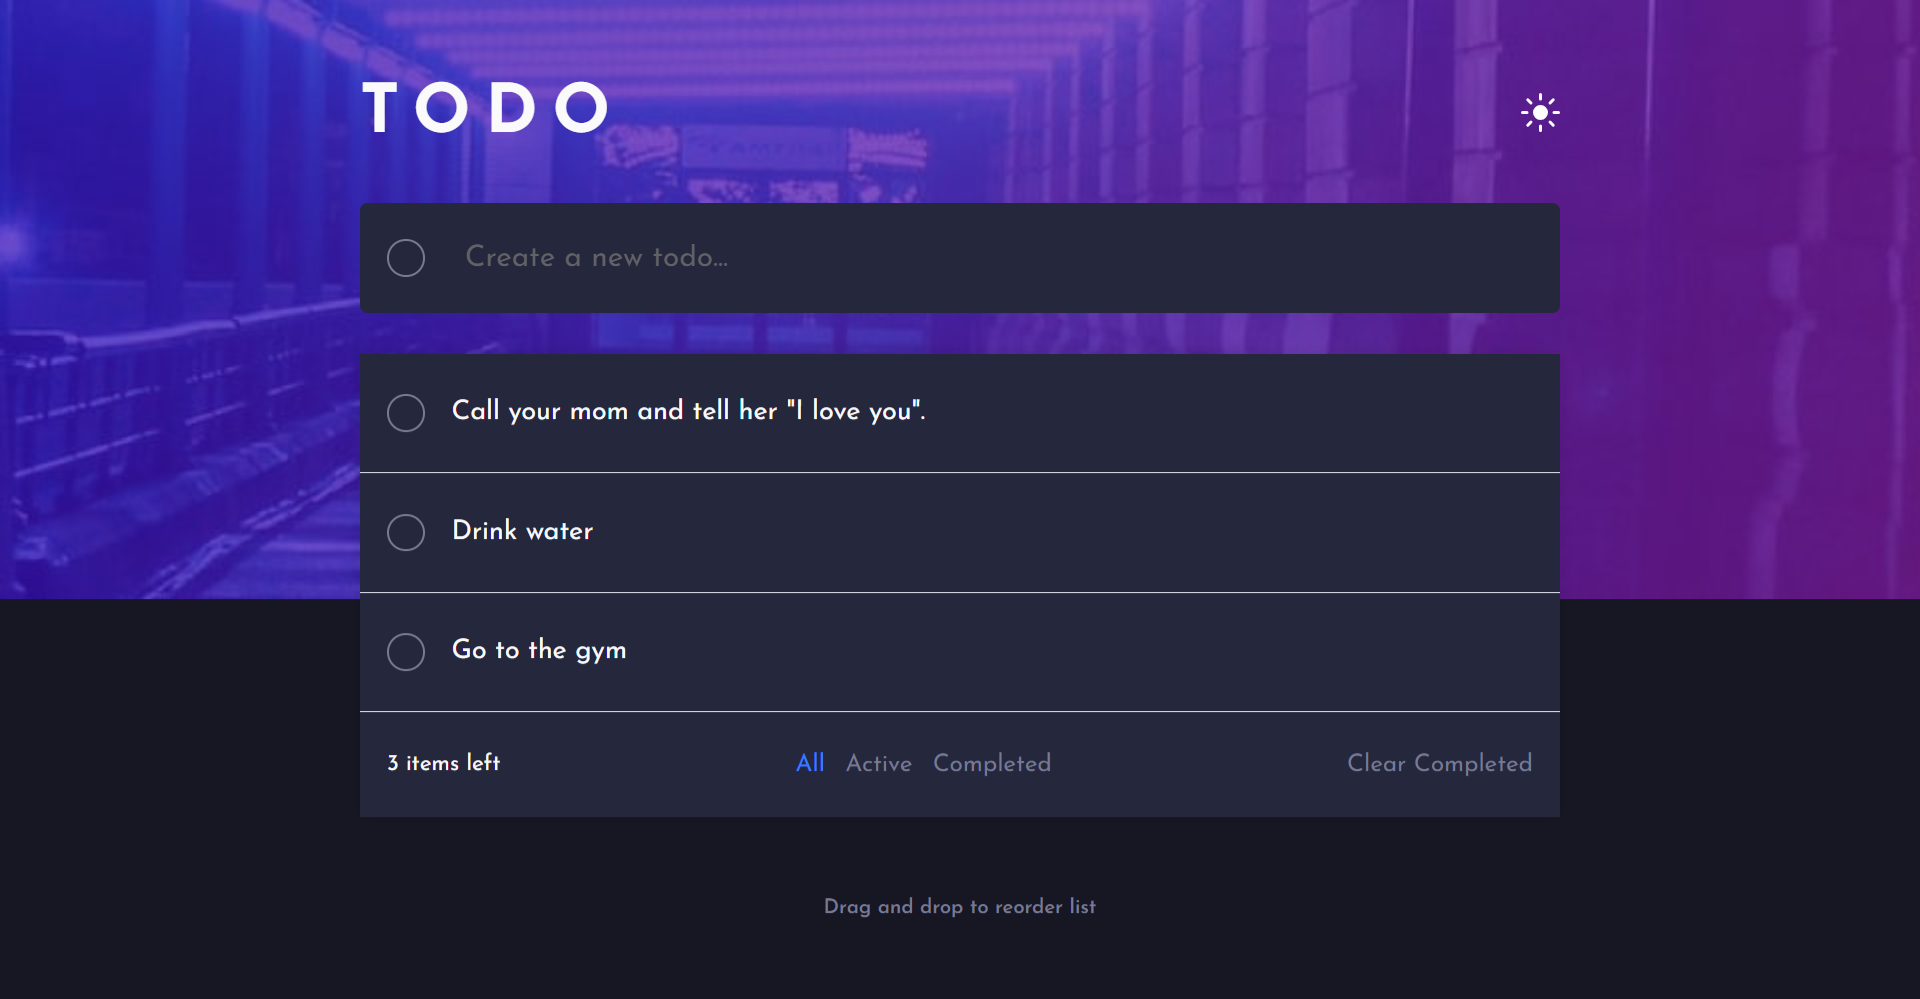 TODO
Create a new todo...
Call your mom and tell her "I love you".
Drink water
Go to the gym
3 items left
All Active Completed
Clear Completed
Drag and drop to reorder list